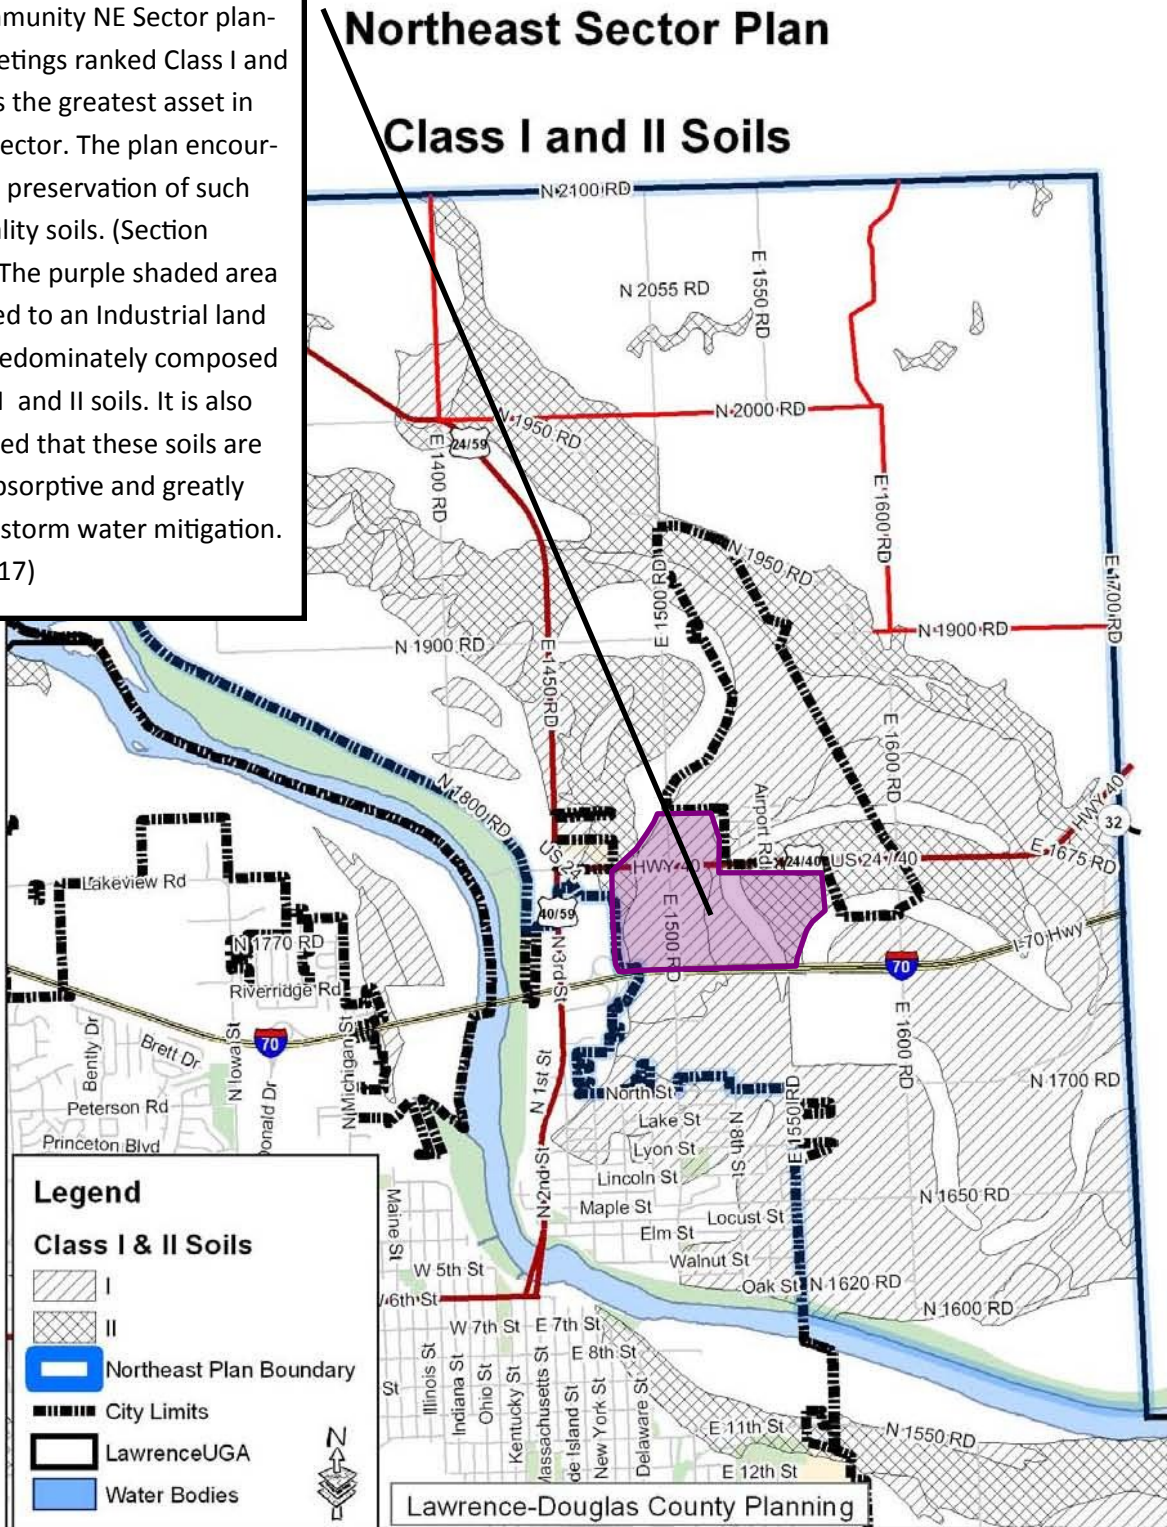 munity NE Sector plan-
etings ranked Class I and
s the greatest asset in
ector. The plan encour-
preservation of such
lity soils. (Section
The purple shaded area
ed to an Industrial land
edominately composed
I and II soils. It is also
ed that these soils are
bsorptive and greatly
storm water mitigation.
17)
Northeast Sector Plan
Class I and II Soils
N 2100 RD
N 2055 RD
E 1550 RD
N 2000 RD
N 1950 RD
24/59
E 1400 RD
E 1600 RD
E 1500 RD
N 1950 RD
E 1700 RD
N 1900 RD
N 1900 RD
E 1450 RD
E 1600 RD
N 1800 RD
US 24
HWY 40
Airport Rd
24/40
US 24 / 40
HWY 40
32
E 1675 RD
Lakeview Rd
40/59
E 1500 RD
N 1770 RD
N 3rd St
I-70 Hwy
70
Riverridge Rd
Bently Dr
Brett Dr
N Iowa St
70
N Michigan St
E 1600 RD
Peterson Rd
Donald Dr
N 1st St
North St
N 1700 RD
Princeton Blvd
Lake St
N 8th St
E 1550 RD
Lyon St
Lincoln St
Maine St
N 2nd St
Maple St
Locust St
N 1650 RD
Elm St
Walnut St
W 5th St
Oak St
N 1620 RD
6th St
N 1600 RD
W 7th St
E 7th St
E 8th St
St
Illinois St
Indiana St
Ohio St
Kentucky St
Massachusetts St
de Island St
New York St
Delaware St
E 11th St
N 1550 RD
E 12th St
Legend
Class I & II Soils
I
II
Northeast Plan Boundary
City Limits
LawrenceUGA
Water Bodies
N
Lawrence-Douglas County Planning